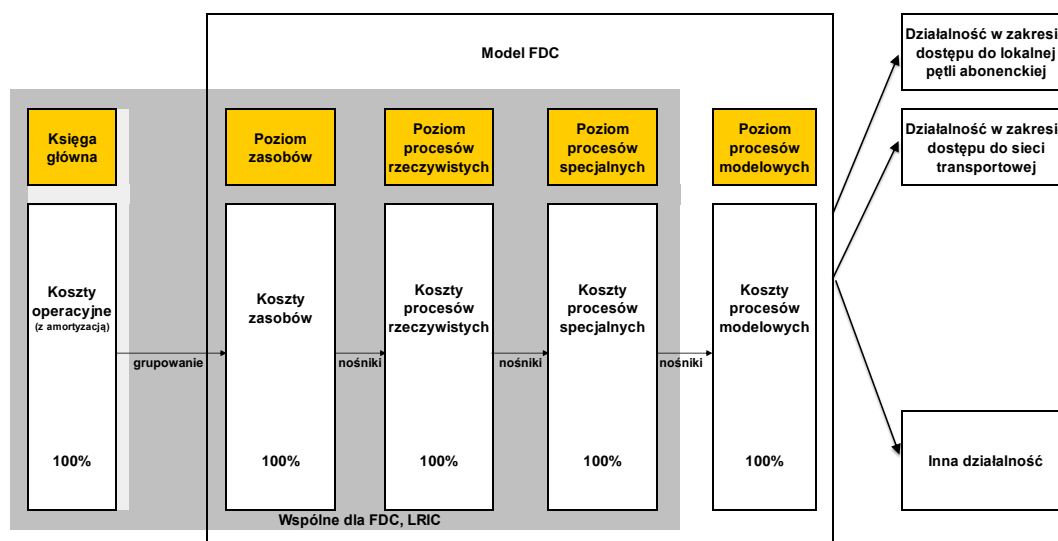 Model FDC
Księga
główna
Poziom
zasobów
Poziom
procesów
rzeczywistych
Poziom
procesów
specjalnych
Poziom
procesów
modelowych
Koszty
operacyjne
(z amortyzacją)
100%
grupowanie
Koszty
zasobów
100%
nośniki
Koszty
procesów
rzeczywistych
100%
nośniki
Koszty
procesów
specjalnych
100%
nośniki
Koszty
procesów
modelowych
100%
Wspólne dla FDC, LRIC
Działalność w zakresi
dostępu do lokalnej
pętli abonenckiej
Działalność w zakresi
dostępu do sieci
transportowej
Inna działalność